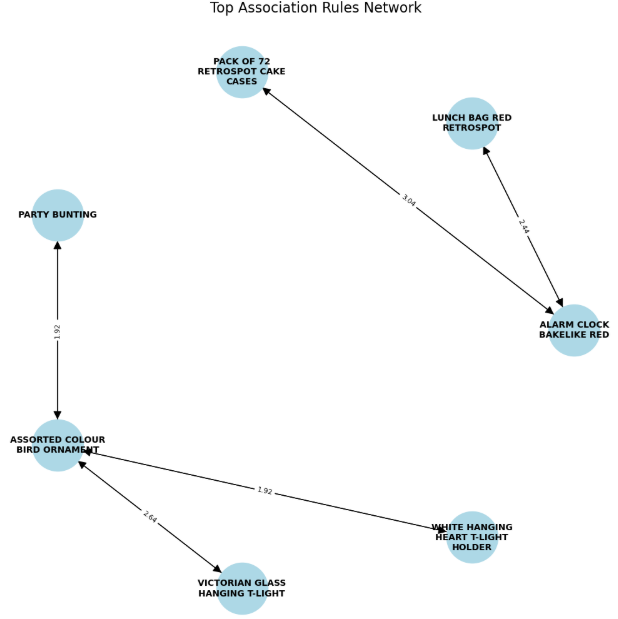 Top Association Rules Network
PACK OF 72
RETROSPOT CAKE
CASES
LUNCH BAG RED
RETROSPOT
3.04
2.44
PARTY BUNTING
1.92
ALARM CLOCK
BAKELIKE RED
ASSORTED COLOUR
BIRD ORNAMENT
1.92
2.64
WHITE HANGING
HEART T-LIGHT
HOLDER
VICTORIAN GLASS
HANGING T-LIGHT